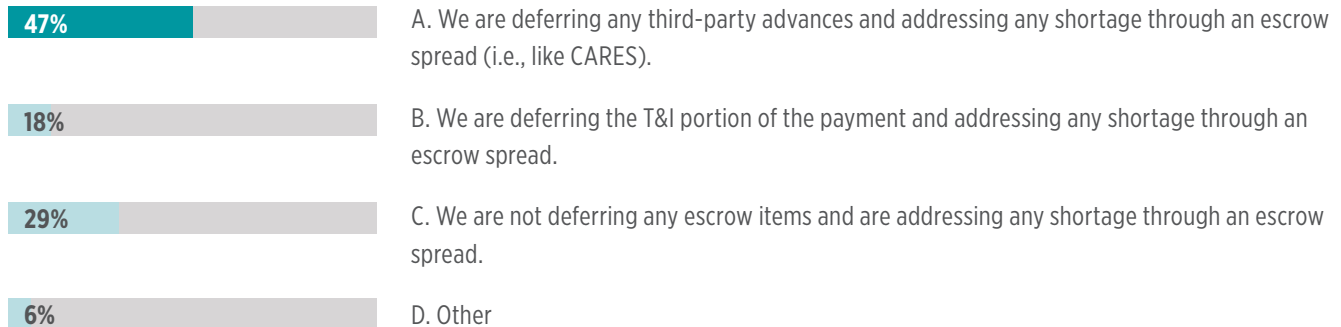 47% A. We are deferring any third-party advances and addressing any shortage through an escrow
spread (i.e., like CARES).
18% B. We are deferring the T&I portion of the payment and addressing any shortage through an
escrow spread.
29% C. We are not deferring any escrow items and are addressing any shortage through an escrow
spread.
6% D. Other